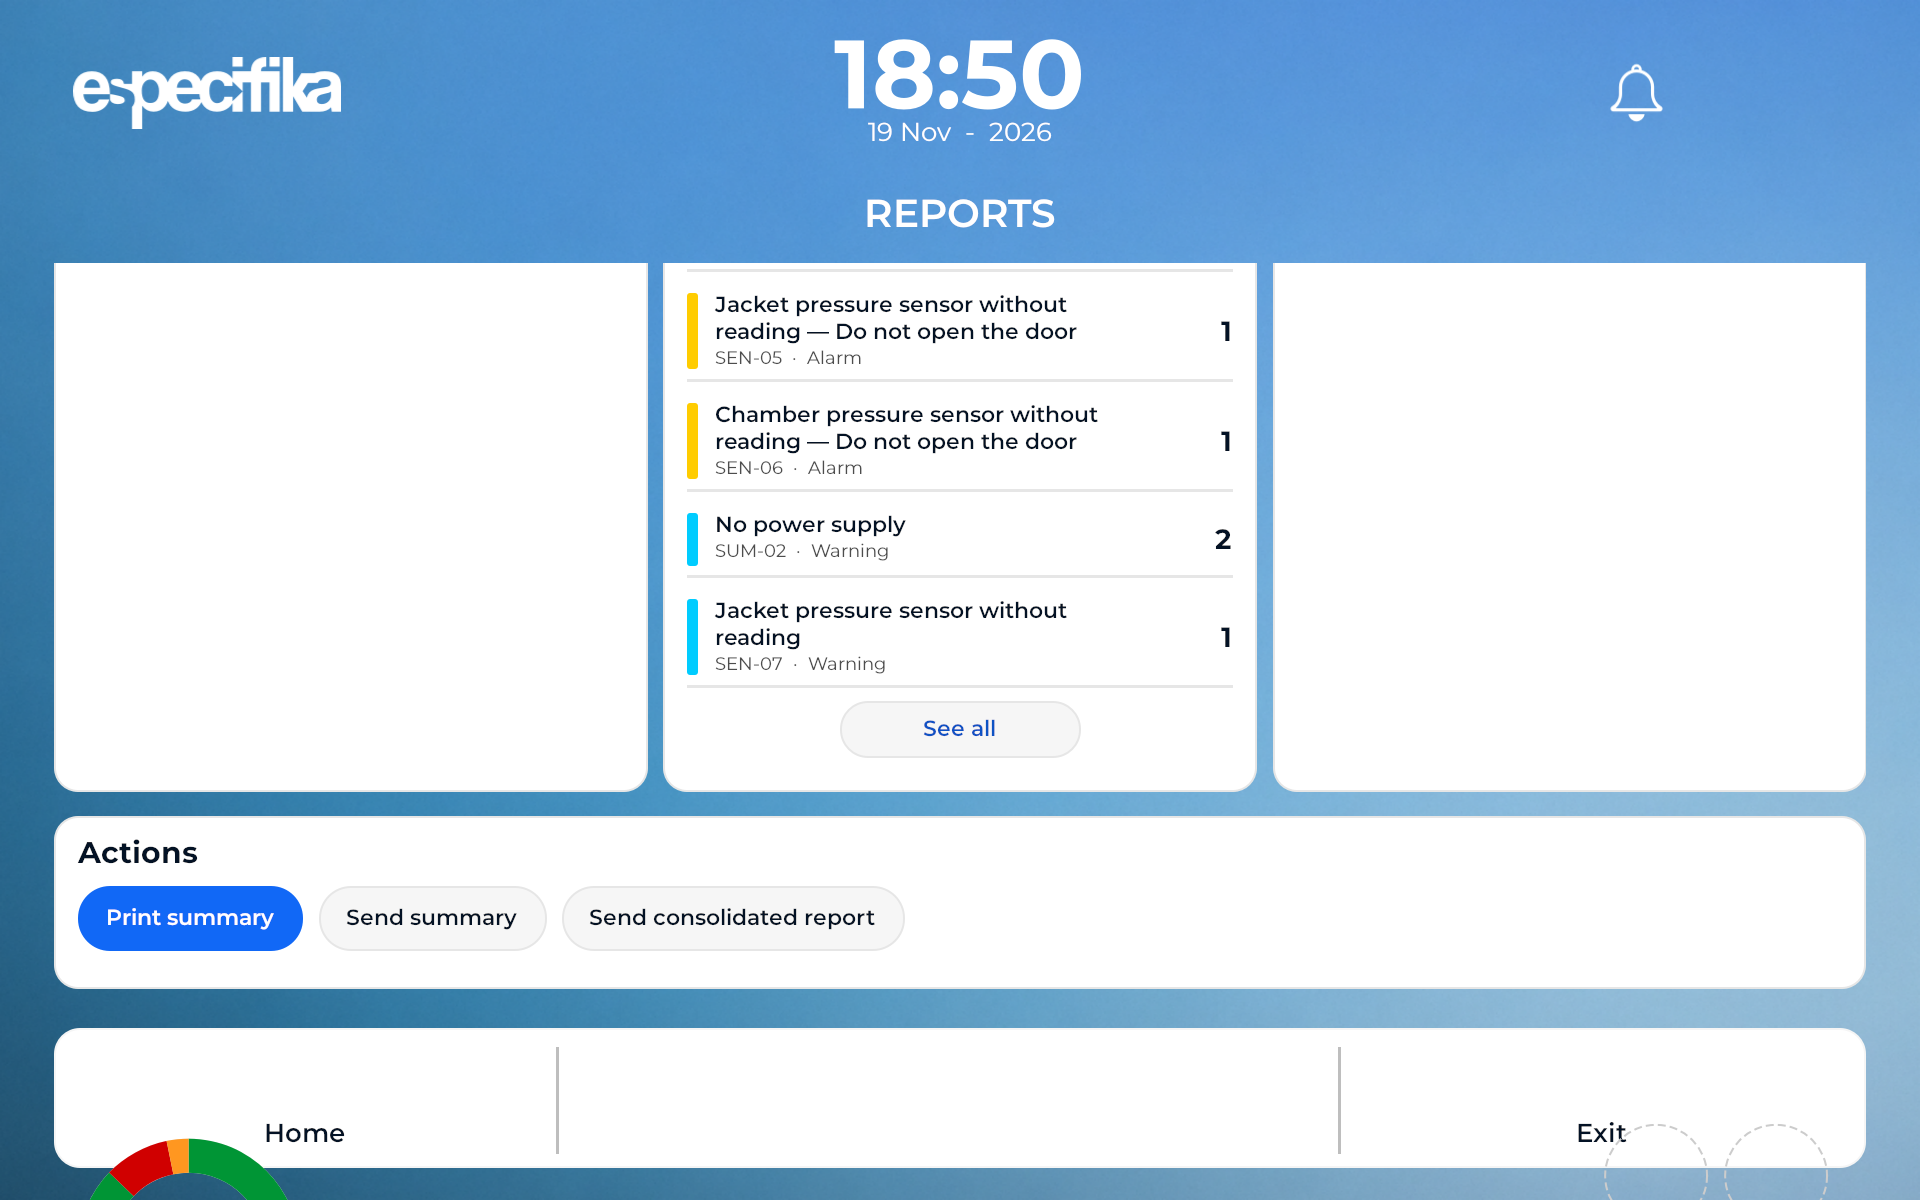 especifika
18:50
19 Nov - 2026
REPORTS
Jacket pressure sensor without
reading — Do not open the door
SEN-05 · Alarm
1
Chamber pressure sensor without
reading — Do not open the door
SEN-06 · Alarm
1
No power supply
SUM-02 · Warning
2
Jacket pressure sensor without
reading
SEN-07 · Warning
1
See all
Actions
Print summary
Send summary
Send consolidated report
Home
Exit